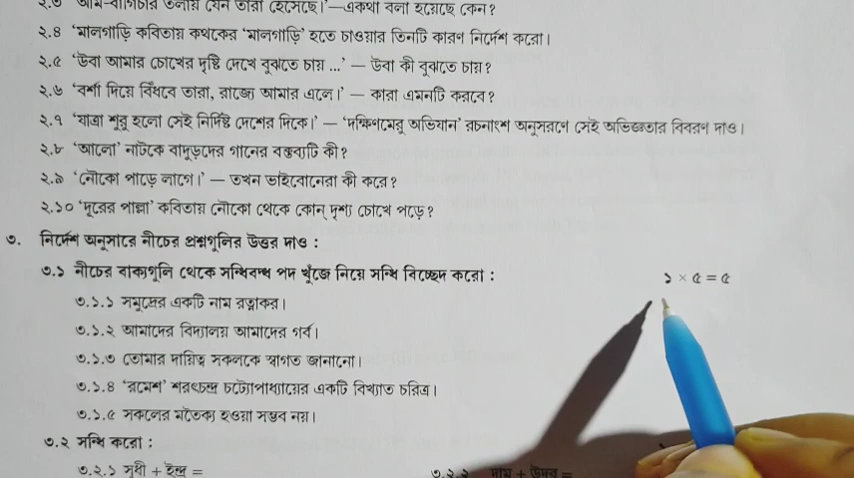 ২.৪ ‘মালগাড়ি’ কবিতায় কথকের ‘মালগাড়ি’ হতে চাওয়ার তিনটি কারণ নির্দেশ করো।
২.৫ ‘উবা আমার চোখের দৃষ্টি দেখে বুঝতে চায় ...’ — উবা কী বুঝতে চায়?
২.৬ ‘বর্শা দিয়ে বিঁধবে তারা, রাজ্যে আমার এলে।’ — কারা এমনটি করবে?
২.৭ ‘যাত্রা শুরু হলো সেই নির্দিষ্ট দেশের দিকে।’ — ‘দক্ষিণমেরু অভিযান’ রচনাংশ অনুসরণে সেই অভিজ্ঞতার বিবরণ দাও।
২.৮ ‘আলো’ নাটকে বাদুড়দের গানের বক্তব্যটি কী?
২.৯ ‘নৌকো পাড়ে লাগে।’ — তখন ভাইবোনেরা কী করে?
২.১০ ‘দূরের পাল্লা’ কবিতায় নৌকো থেকে কোন্ দৃশ্য চোখে পড়ে?
৩. নির্দেশ অনুসারে নীচের প্রশ্নগুলির উত্তর দাও :
৩.১ নীচের বাক্যগুলি থেকে সন্ধিবদ্ধ পদ খুঁজে নিয়ে সন্ধি বিচ্ছেদ করো : ১ × ৫ = ৫
৩.১.১ সমুদ্রের একটি নাম রত্নাকর।
৩.১.২ আমাদের বিদ্যালয় আমাদের গর্ব।
৩.১.৩ তোমার দায়িত্ব সকলকে স্বাগত জানানো।
৩.১.৪ ‘রমেশ’ শরৎচন্দ্র চট্টোপাধ্যায়ের একটি বিখ্যাত চরিত্র।
৩.১.৫ সকলের মতৈক্য হওয়া সম্ভব নয়।
৩.২ সন্ধি করো :
৩.২.১ সুধী + ইন্দ্র =